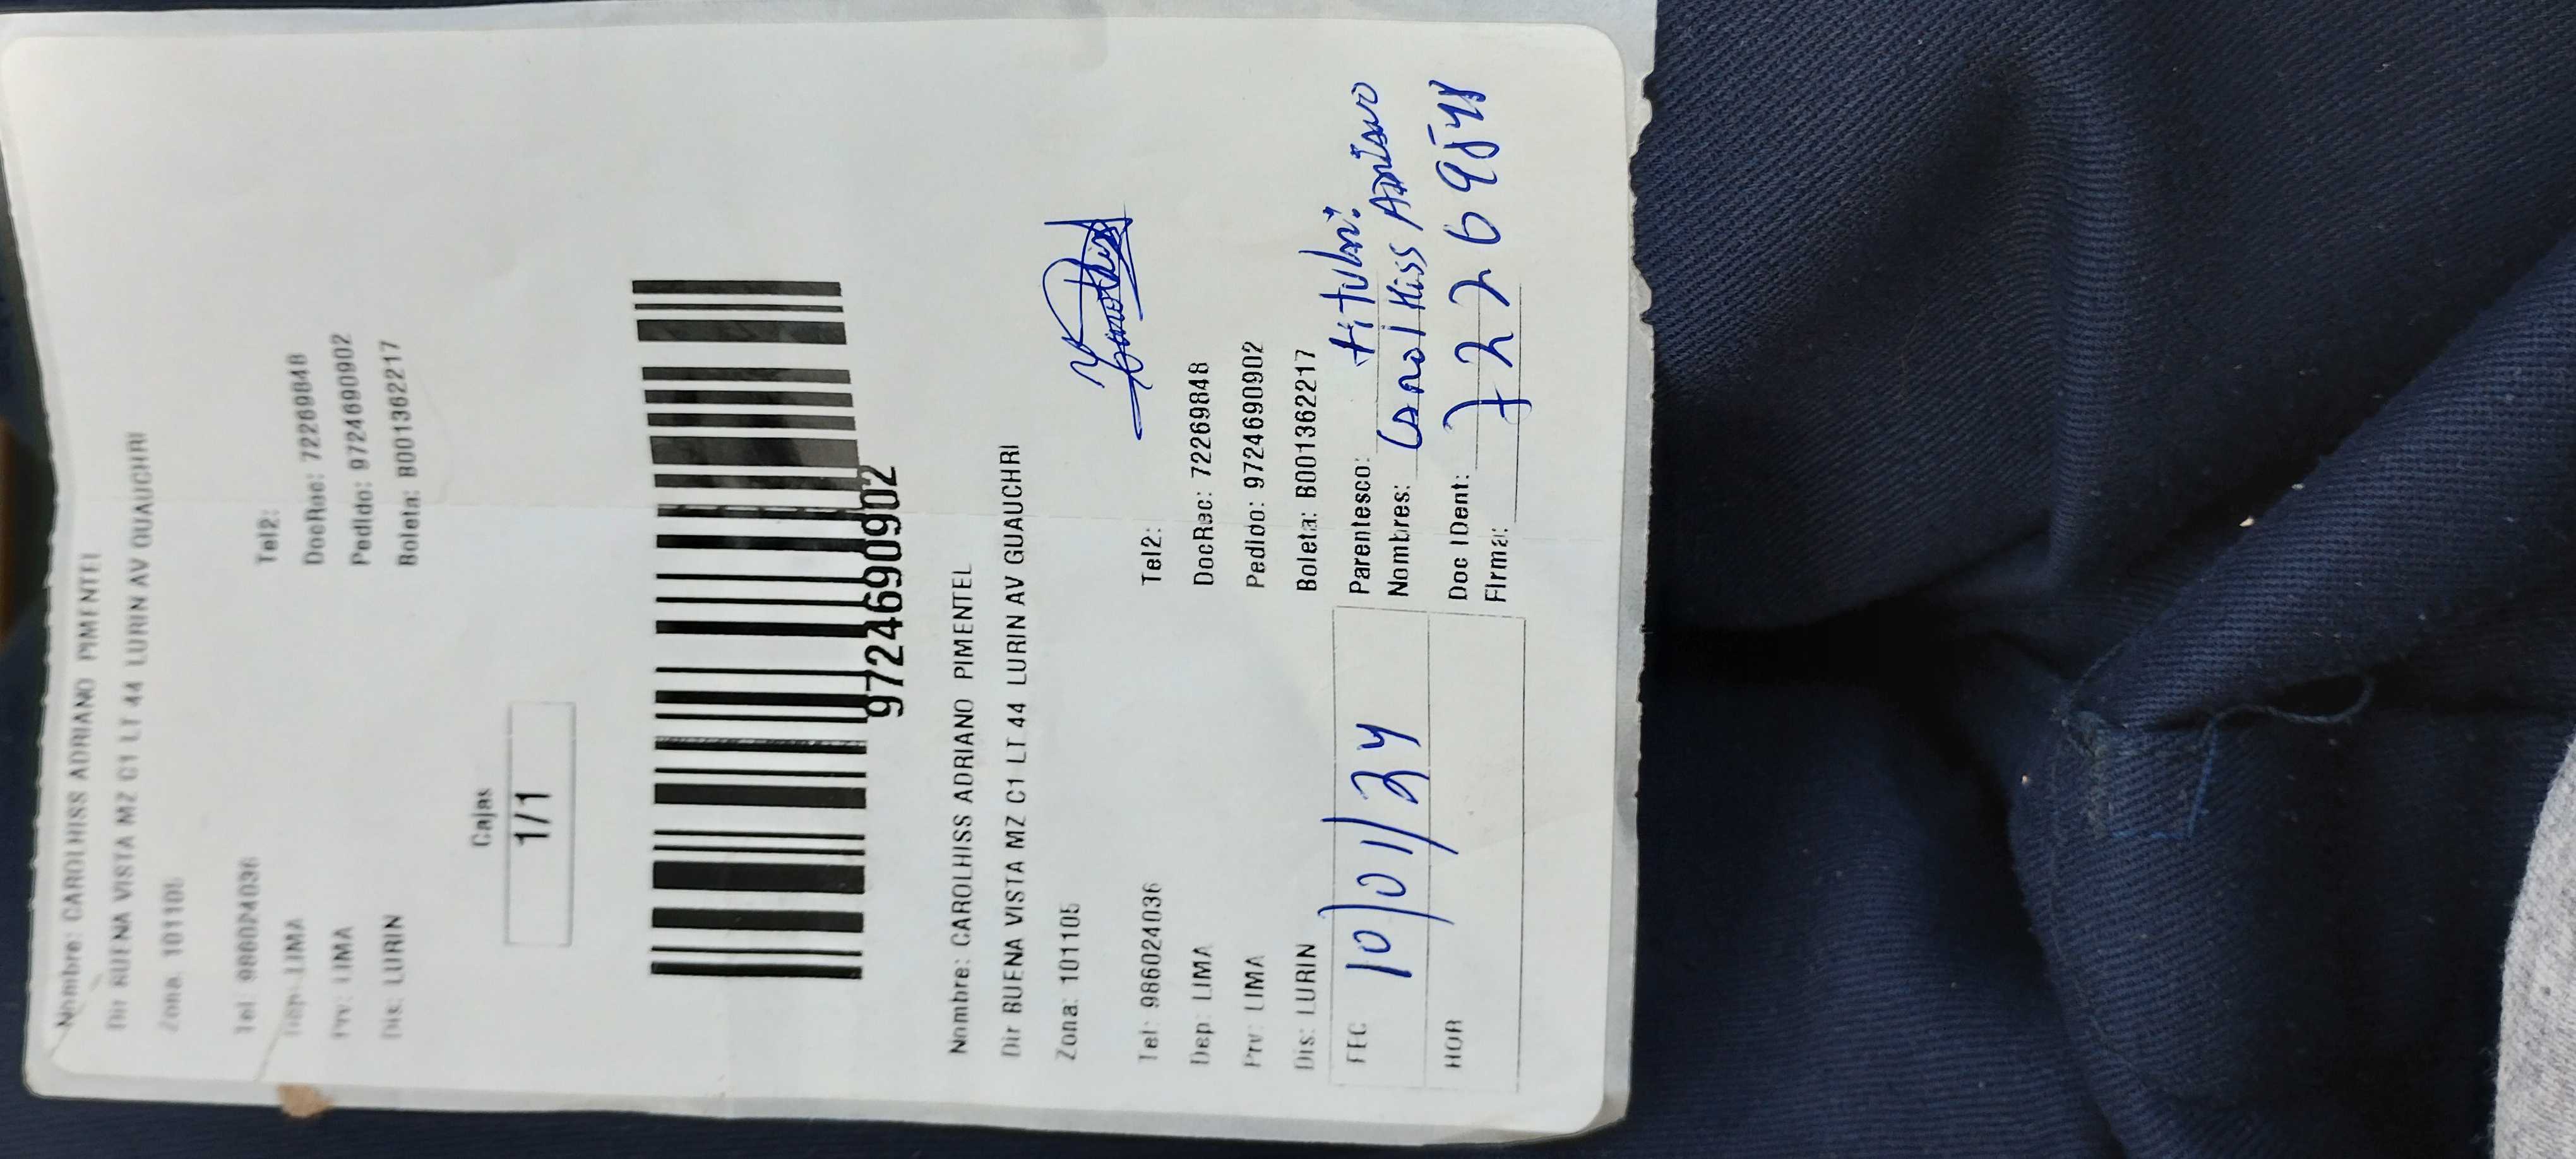 Nombre: CAROLHISS ADRIANO PIMENTEL
Dir BUENA VISTA MZ C1 LT 44 LURIN AV GUAUCHRI
Zona: 101105
Tel: 986024036 Tel2:
Dep: LIMA DocRec: 72269848
Prv: LIMA Pedido: 9724690902
Dis: LURIN Boleta: B001362217
Cajas
1/1
9724690902
Nombre: CAROLHISS ADRIANO PIMENTEL
Dir BUENA VISTA MZ C1 LT 44 LURIN AV GUAUCHRI
Zona: 101105
Tel: 986024036 Tel2:
Dep: LIMA DocRec: 72269848
Prv: LIMA Pedido: 9724690902
Dis: LURIN Boleta: B001362217
FEC 10/01/24 Parentesco: titular:
Nombres: Carolhiss Adriano
HOR Doc IDent: 72269848
Firma: